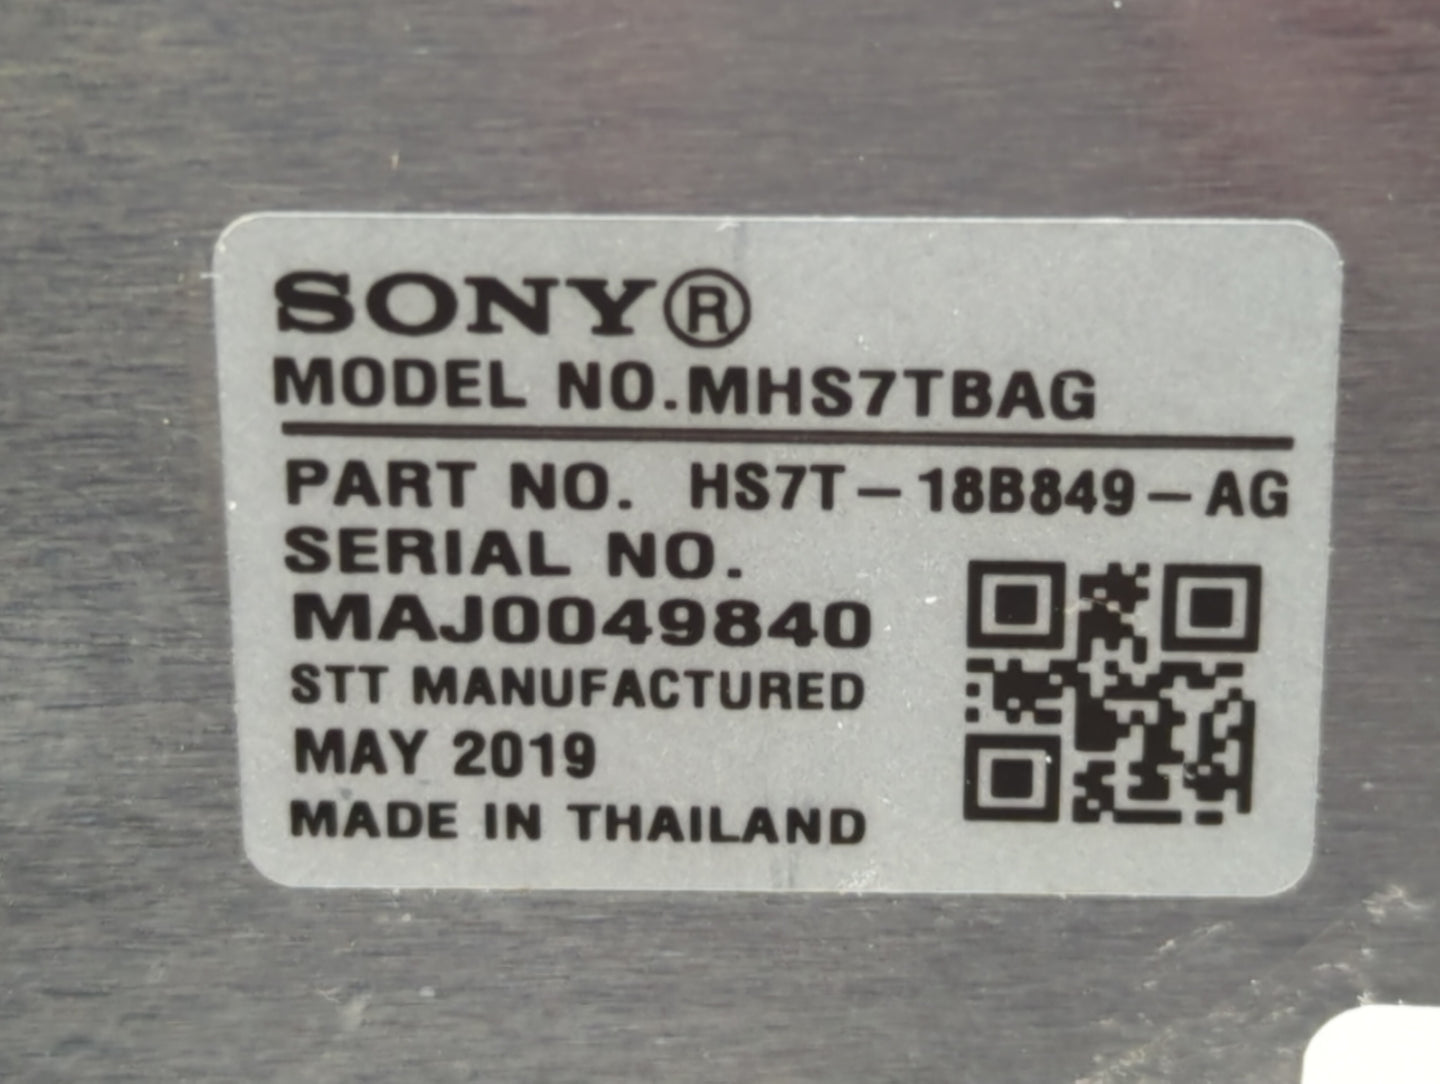 SONY®
MODEL NO.MHS7TBAG
PART NO. HS7T-18B849-AG
SERIAL NO.
MAJ0049840
STT MANUFACTURED
MAY 2019
MADE IN THAILAND